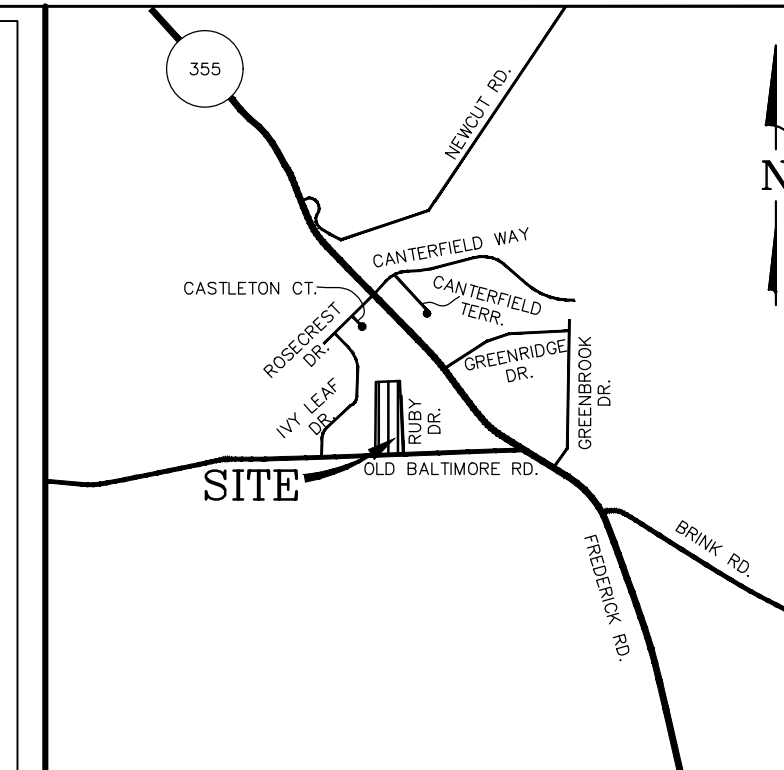 355
NEWCUT RD.
N
CANTERFIELD WAY
CASTLETON CT.
CANTERFIELD
TERR.
ROSECREST
DR.
GREENRIDGE
DR.
GREENBROOK
DR.
IVY LEAF
DR.
RUBY
DR.
OLD BALTIMORE RD.
SITE
BRINK RD.
FREDERICK RD.